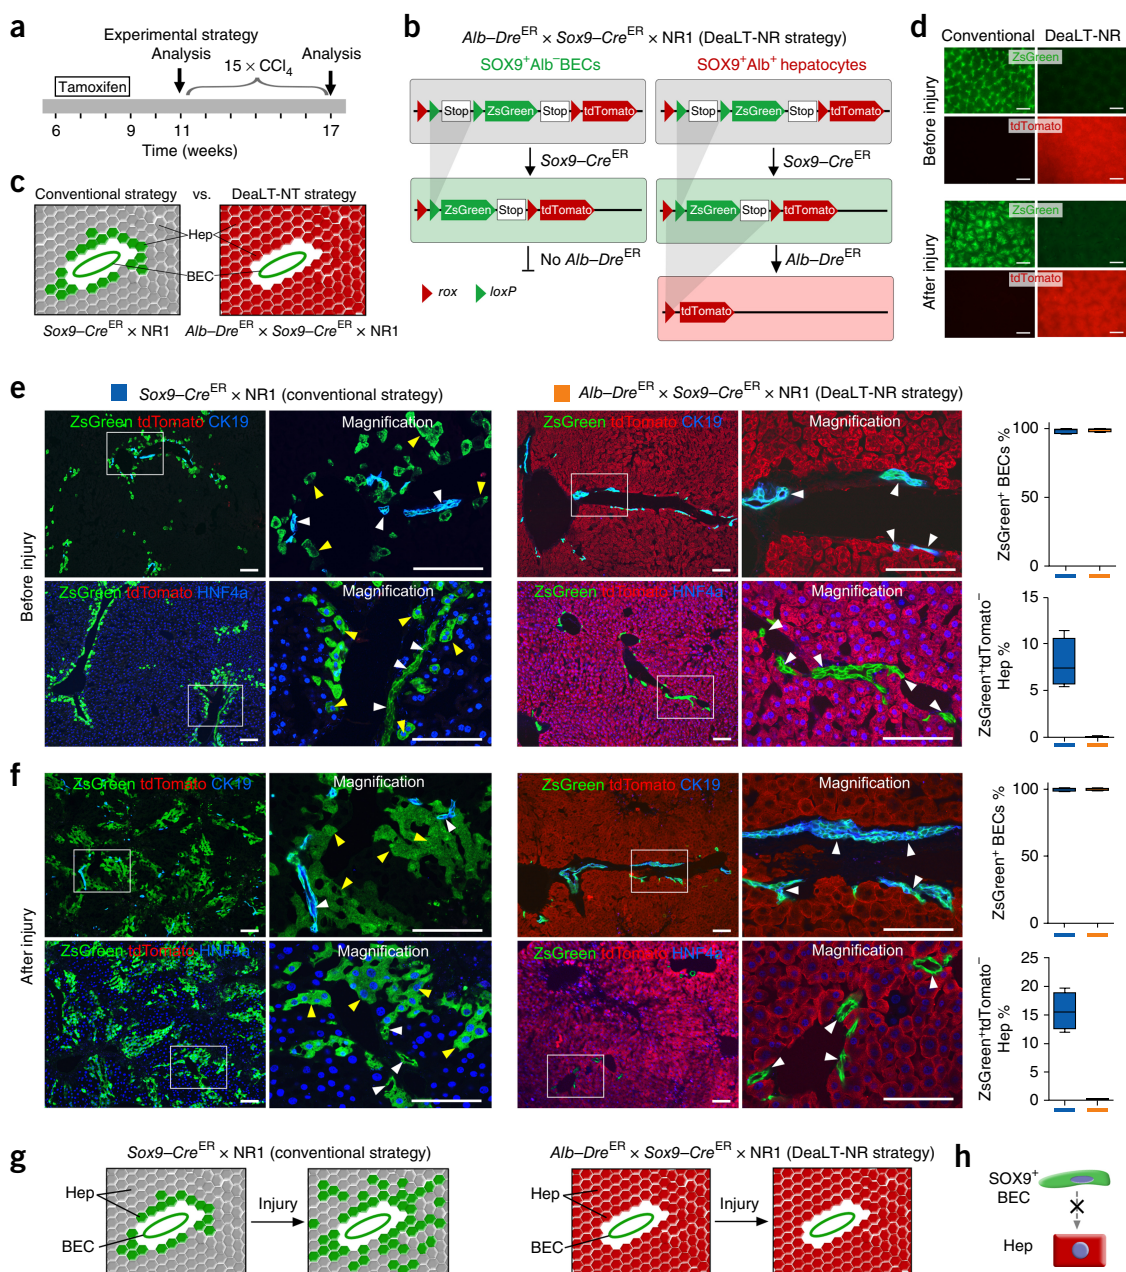 a
Experimental strategy
Analysis
Analysis
15 × CCl4
Tamoxifen
6 9 11 17
Time (weeks)
b
Alb–DreER × Sox9–CreER × NR1 (DeaLT-NR strategy)
SOX9+Alb–BECs
SOX9+Alb+ hepatocytes
Stop ZsGreen Stop tdTomato
Stop ZsGreen Stop tdTomato
Sox9–CreER
Sox9–CreER
ZsGreen Stop tdTomato
ZsGreen Stop tdTomato
No Alb–DreER
Alb–DreER
rox loxP
tdTomato
c
Conventional strategy vs. DeaLT-NT strategy
Hep
BEC
Sox9–CreER × NR1
Alb–DreER × Sox9–CreER × NR1
d
Conventional DeaLT-NR
Before injury
ZsGreen
tdTomato
After injury
ZsGreen
tdTomato
e
Sox9–CreER × NR1 (conventional strategy)
Alb–DreER × Sox9–CreER × NR1 (DeaLT-NR strategy)
Before injury
ZsGreen tdTomato CK19
Magnification
ZsGreen tdTomato CK19
Magnification
ZsGreen+ BECs %
100
50
0
ZsGreen tdTomato HNF4a
Magnification
ZsGreen tdTomato HNF4a
Magnification
ZsGreen+tdTomato–
Hep %
15
10
5
0
f
After injury
ZsGreen tdTomato CK19
Magnification
ZsGreen tdTomato CK19
Magnification
ZsGreen+ BECs %
100
50
0
ZsGreen tdTomato HNF4a
Magnification
ZsGreen tdTomato HNF4a
Magnification
ZsGreen+tdTomato–
Hep %
25
20
15
10
5
0
g
Sox9–CreER × NR1 (conventional strategy)
Hep
BEC
Injury
Alb–DreER × Sox9–CreER × NR1 (DeaLT-NR strategy)
Hep
BEC
Injury
h
SOX9+
BEC
Hep